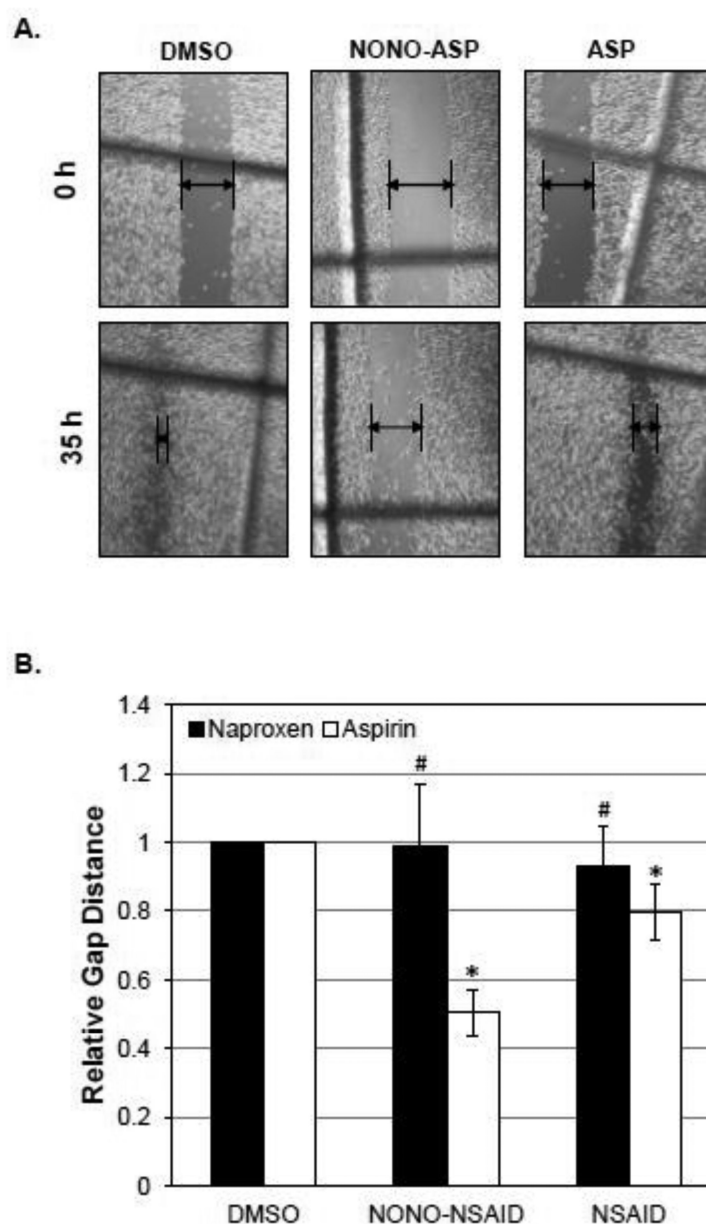 A.
DMSO NONO-ASP ASP
0 h
35 h
B.
Relative Gap Distance
1.4
1.2
1
0.8
0.6
0.4
0.2
0
Naproxen Aspirin
#
*
#
*
DMSO NONO-NSAID NSAID